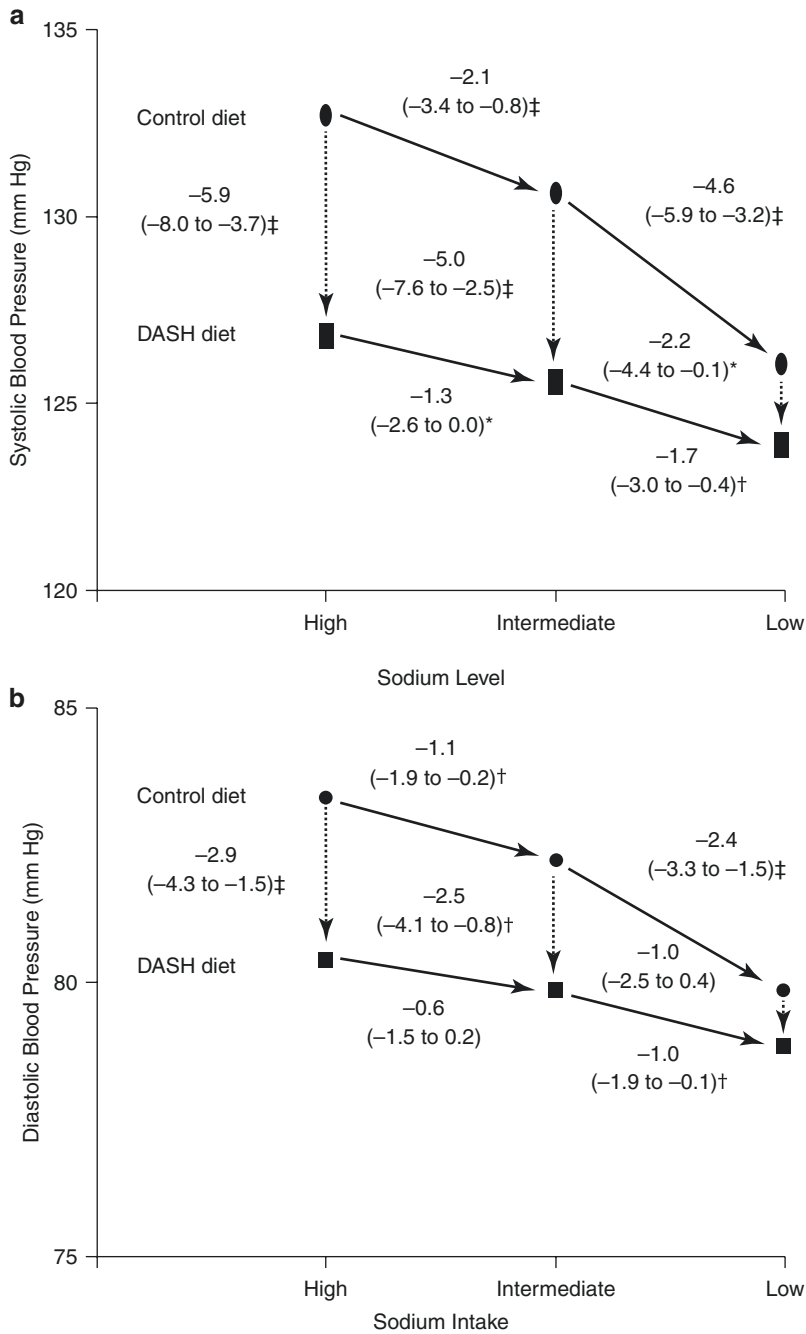 a
135
–2.1
(–3.4 to –0.8)‡
Control diet
–4.6
(–5.9 to –3.2)‡
–5.9
(–8.0 to –3.7)‡
130
–5.0
(–7.6 to –2.5)‡
DASH diet
–2.2
(–4.4 to –0.1)*
125
–1.3
(–2.6 to 0.0)*
–1.7
(–3.0 to –0.4)†
120
Systolic Blood Pressure (mm Hg)
High Intermediate Low
Sodium Level
b
85
–1.1
(–1.9 to –0.2)†
Control diet
–2.4
(–3.3 to –1.5)‡
–2.9
(–4.3 to –1.5)‡
–2.5
(–4.1 to –0.8)†
DASH diet
–1.0
(–2.5 to 0.4)
80
–0.6
(–1.5 to 0.2)
–1.0
(–1.9 to –0.1)†
75
Diastolic Blood Pressure (mm Hg)
High Intermediate Low
Sodium Intake